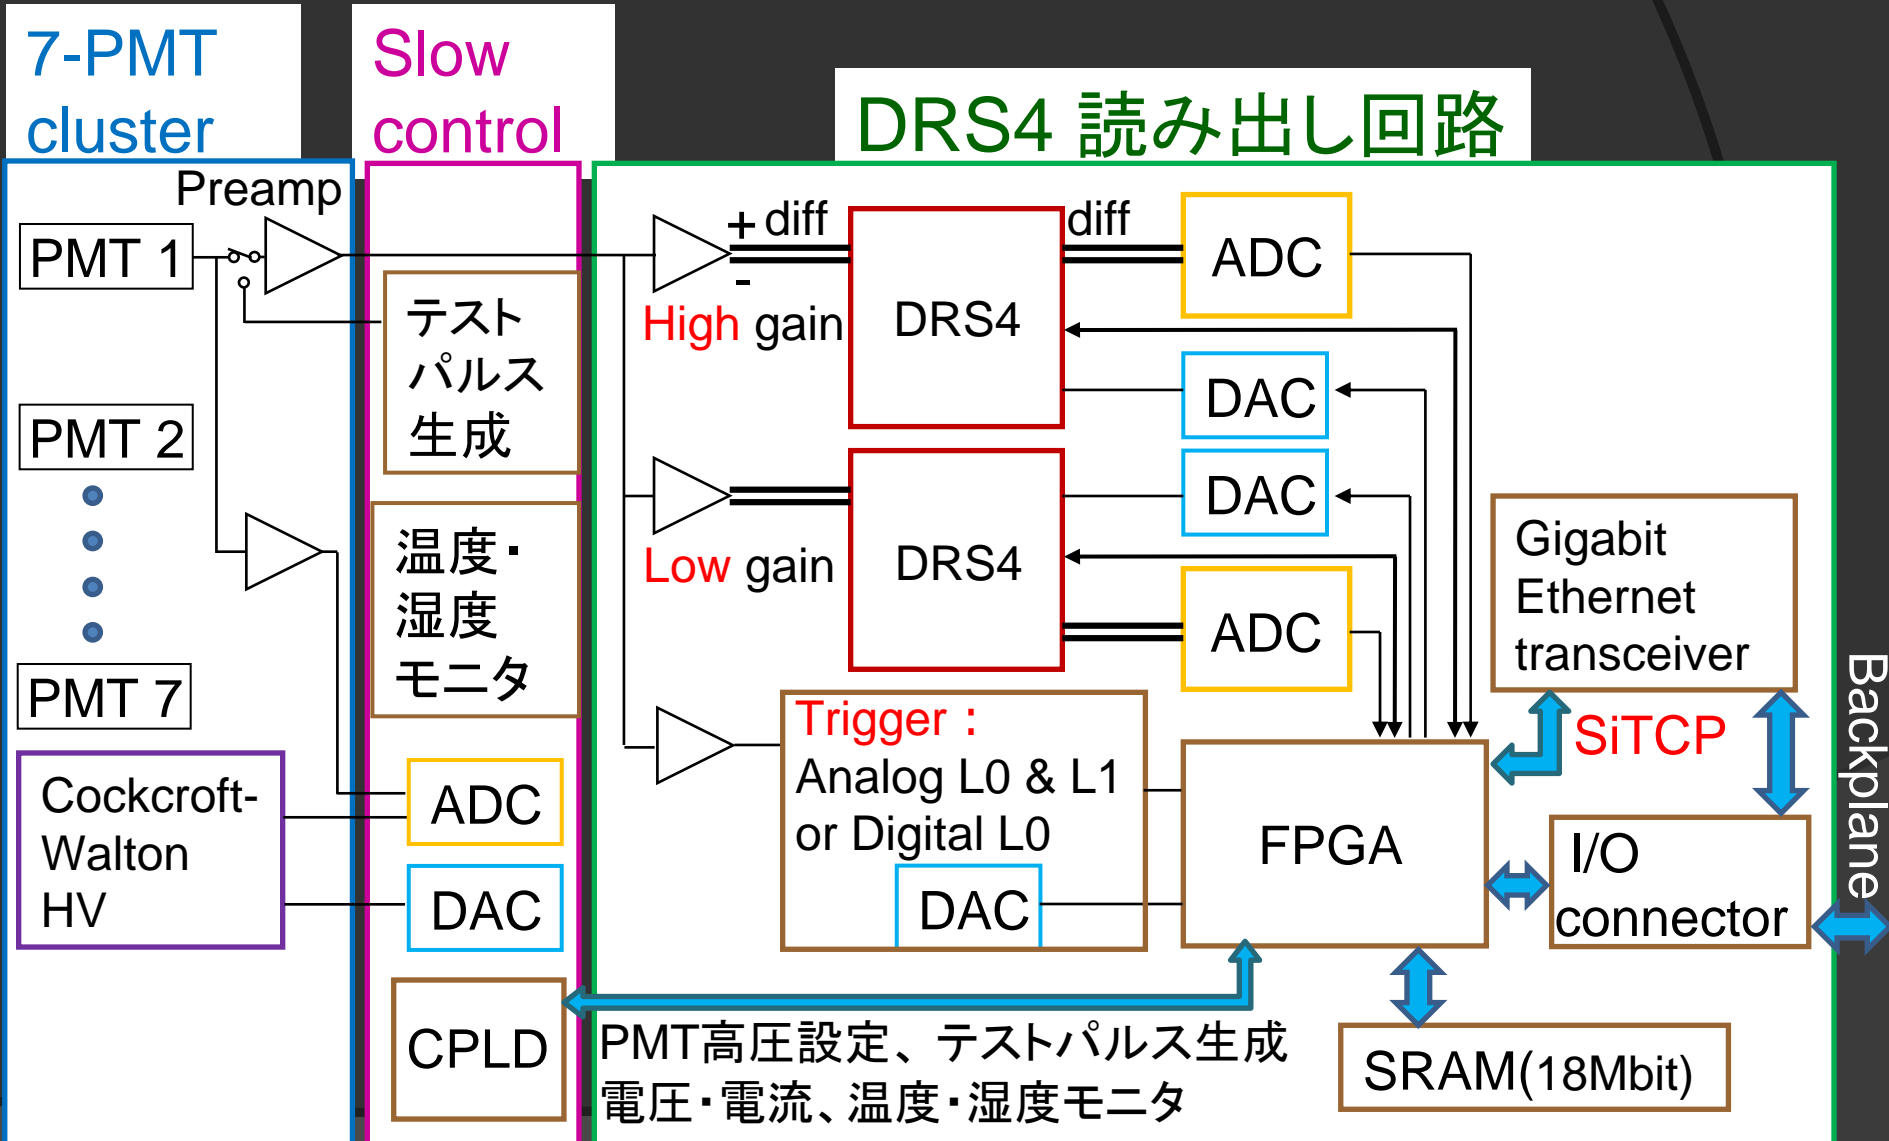 7-PMT
cluster
Slow
control
DRS4 読み出し回路
Preamp
PMT 1
PMT 2
PMT 7
Cockcroft-
Walton
HV
テスト
パルス
生成
温度・
湿度
モニタ
ADC
DAC
CPLD
+ diff
-
High gain
DRS4
diff
ADC
DAC
Low gain
DRS4
DAC
ADC
Trigger :
Analog L0 & L1
or Digital L0
DAC
FPGA
Gigabit
Ethernet
transceiver
SiTCP
I/O
connector
Backplane
SRAM(18Mbit)
PMT高圧設定、テストパルス生成
電圧・電流、温度・湿度モニタ